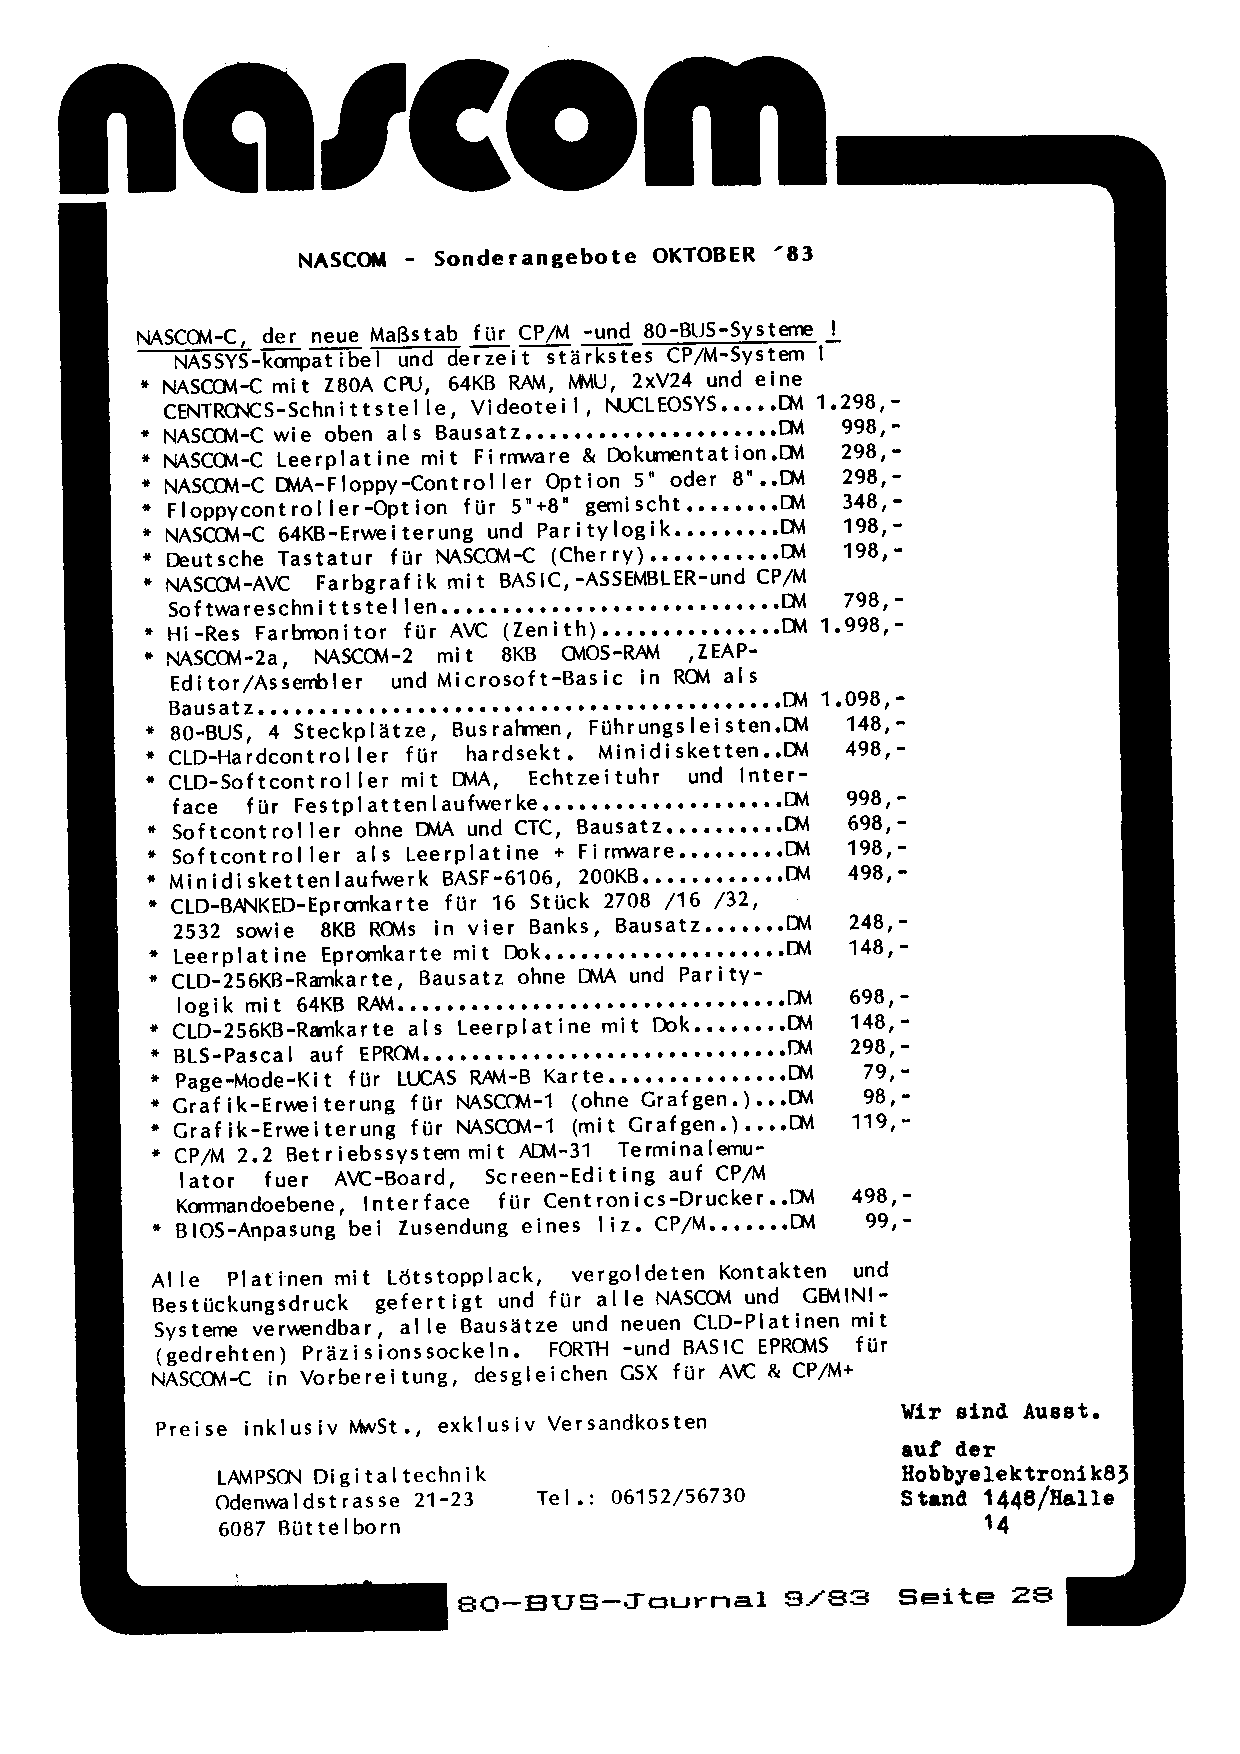 nascom
NASCOM - Sonderangebote OKTOBER ´83
NASCOM-C, der neue Maßstab für CP/M -und 80-BUS-Systeme !
NASSYS-kompatibel und derzeit stärkstes CP/M-System !
* NASCOM-C mit Z80A CPU, 64KB RAM, MMU, 2xV24 und eine
CENTRONCS-Schnittstelle, Videoteil, NUCLEOSYS.....DM 1.298,-
* NASCOM-C wie oben als Bausatz.....................DM 998,-
* NASCOM-C Leerplatine mit Firmware & Dokumentation.DM 298,-
* NASCOM-C DMA-Floppy-Controller Option 5" oder 8"..DM 298,-
* Floppycontroller-Option für 5"+8" gemischt........DM 348,-
* NASCOM-C 64KB-Erweiterung und Paritylogik.........DM 198,-
* Deutsche Tastatur für NASCOM-C (Cherry)...........DM 198,-
* NASCOM-AVC Farbgrafik mit BASIC,-ASSEMBLER-und CP/M
Softwareschnittstellen............................DM 798,-
* Hi-Res Farbmonitor für AVC (Zenith)...............DM 1.998,-
* NASCOM-2a, NASCOM-2 mit 8KB CMOS-RAM ,ZEAP-
Editor/Assembler und Microsoft-Basic in ROM als
Bausatz...........................................DM 1.098,-
* 80-BUS, 4 Steckplätze, Busrahmen, Führungsleisten.DM 148,-
* CLD-Hardcontroller für hardsekt. Minidisketten..DM 498,-
* CLD-Softcontroller mit DMA, Echtzeituhr und Inter-
face für Festplattenlaufwerke....................DM 998,-
* Softcontroller ohne DMA und CTC, Bausatz..........DM 698,-
* Softcontroller als Leerplatine + Firmware.........DM 198,-
* Minidiskettenlaufwerk BASF-6106, 200KB............DM 498,-
* CLD-BANKED-Epromkarte für 16 Stück 2708 /16 /32,
2532 sowie 8KB ROMs in vier Banks, Bausatz.......DM 248,-
* Leerplatine Epromkarte mit Dok....................DM 148,-
* CLD-256KB-Ramkarte, Bausatz ohne DMA und Parity-
logik mit 64KB RAM................................DM 698,-
* CLD-256KB-Ramkarte als Leerplatine mit Dok........DM 148,-
* BLS-Pascal auf EPROM..............................DM 298,-
* Page-Mode-Kit für LUCAS RAM-B Karte...............DM 79,-
* Grafik-Erweiterung für NASCOM-1 (ohne Grafgen.)...DM 98,-
* Grafik-Erweiterung für NASCOM-1 (mit Grafgen.)....DM 119,-
* CP/M 2.2 Betriebssystem mit ADM-31 Terminalemu-
lator fuer AVC-Board, Screen-Editing auf CP/M
Kommandoebene, Interface für Centronics-Drucker..DM 498,-
* BIOS-Anpasung bei Zusendung eines liz. CP/M.......DM 99,-
Alle Platinen mit Lötstopplack, vergoldeten Kontakten und
Bestückungsdruck gefertigt und für alle NASCOM und GEMINI-
Systeme verwendbar, alle Bausätze und neuen CLD-Platinen mit
(gedrehten) Präzisionssockeln. FORTH -und BASIC EPROMS für
NASCOM-C in Vorbereitung, desgleichen GSX für AVC & CP/M+
Preise inklusiv MwSt., exklusiv Versandkosten
LAMPSON Digitaltechnik
Odenwaldstrasse 21-23 Tel.: 06152/56730
6087 Büttelborn
Wir sind Ausst.
auf der
Hobbyelektronik83
Stand 1448/Halle
14
80-BUS-Journal 9/83 Seite 28